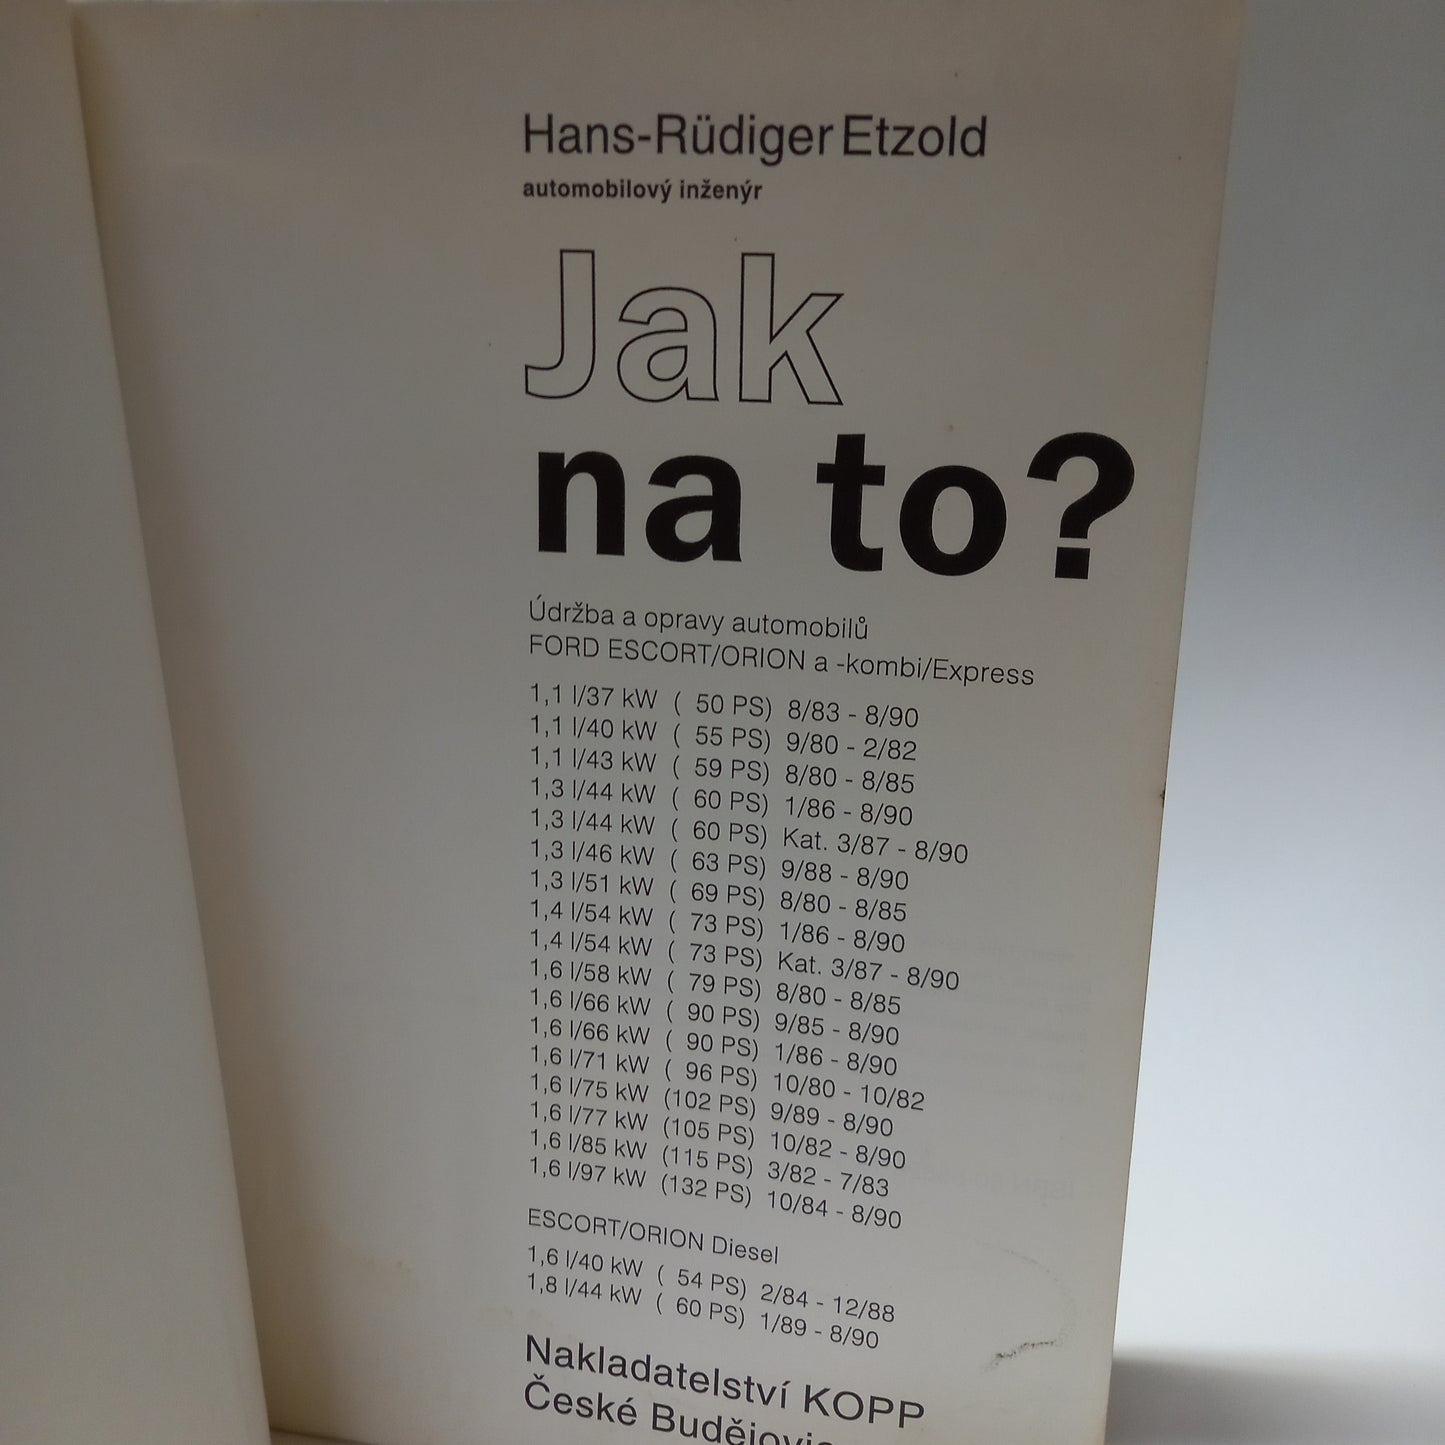 Hans-Rüdiger Etzold
automobilový inženýr
Jak
na to?
Údržba a opravy automobilů
FORD ESCORT/ORION a -kombi/Express
1,1 l/37 kW ( 50 PS) 8/83 - 8/90
1,1 l/40 kW ( 55 PS) 9/80 - 2/82
1,1 l/43 kW ( 59 PS) 8/80 - 8/85
1,3 l/44 kW ( 60 PS) 1/86 - 8/90
1,3 l/44 kW ( 60 PS) Kat. 3/87 - 8/90
1,3 l/46 kW ( 63 PS) 9/88 - 8/90
1,3 l/51 kW ( 69 PS) 8/80 - 8/85
1,4 l/54 kW ( 73 PS) 1/86 - 8/90
1,4 l/54 kW ( 73 PS) Kat. 3/87 - 8/90
1,6 l/58 kW ( 79 PS) 8/80 - 8/85
1,6 l/66 kW ( 90 PS) 9/85 - 8/90
1,6 l/66 kW ( 90 PS) 1/86 - 8/90
1,6 l/71 kW ( 96 PS) 10/80 - 10/82
1,6 l/75 kW (102 PS) 9/89 - 8/90
1,6 l/77 kW (105 PS) 10/82 - 8/90
1,6 l/85 kW (115 PS) 3/82 - 7/83
1,6 l/97 kW (132 PS) 10/84 - 8/90
ESCORT/ORION Diesel
1,6 l/40 kW ( 54 PS) 2/84 - 12/88
1,8 l/44 kW ( 60 PS) 1/89 - 8/90
Nakladatelství KOPP
České